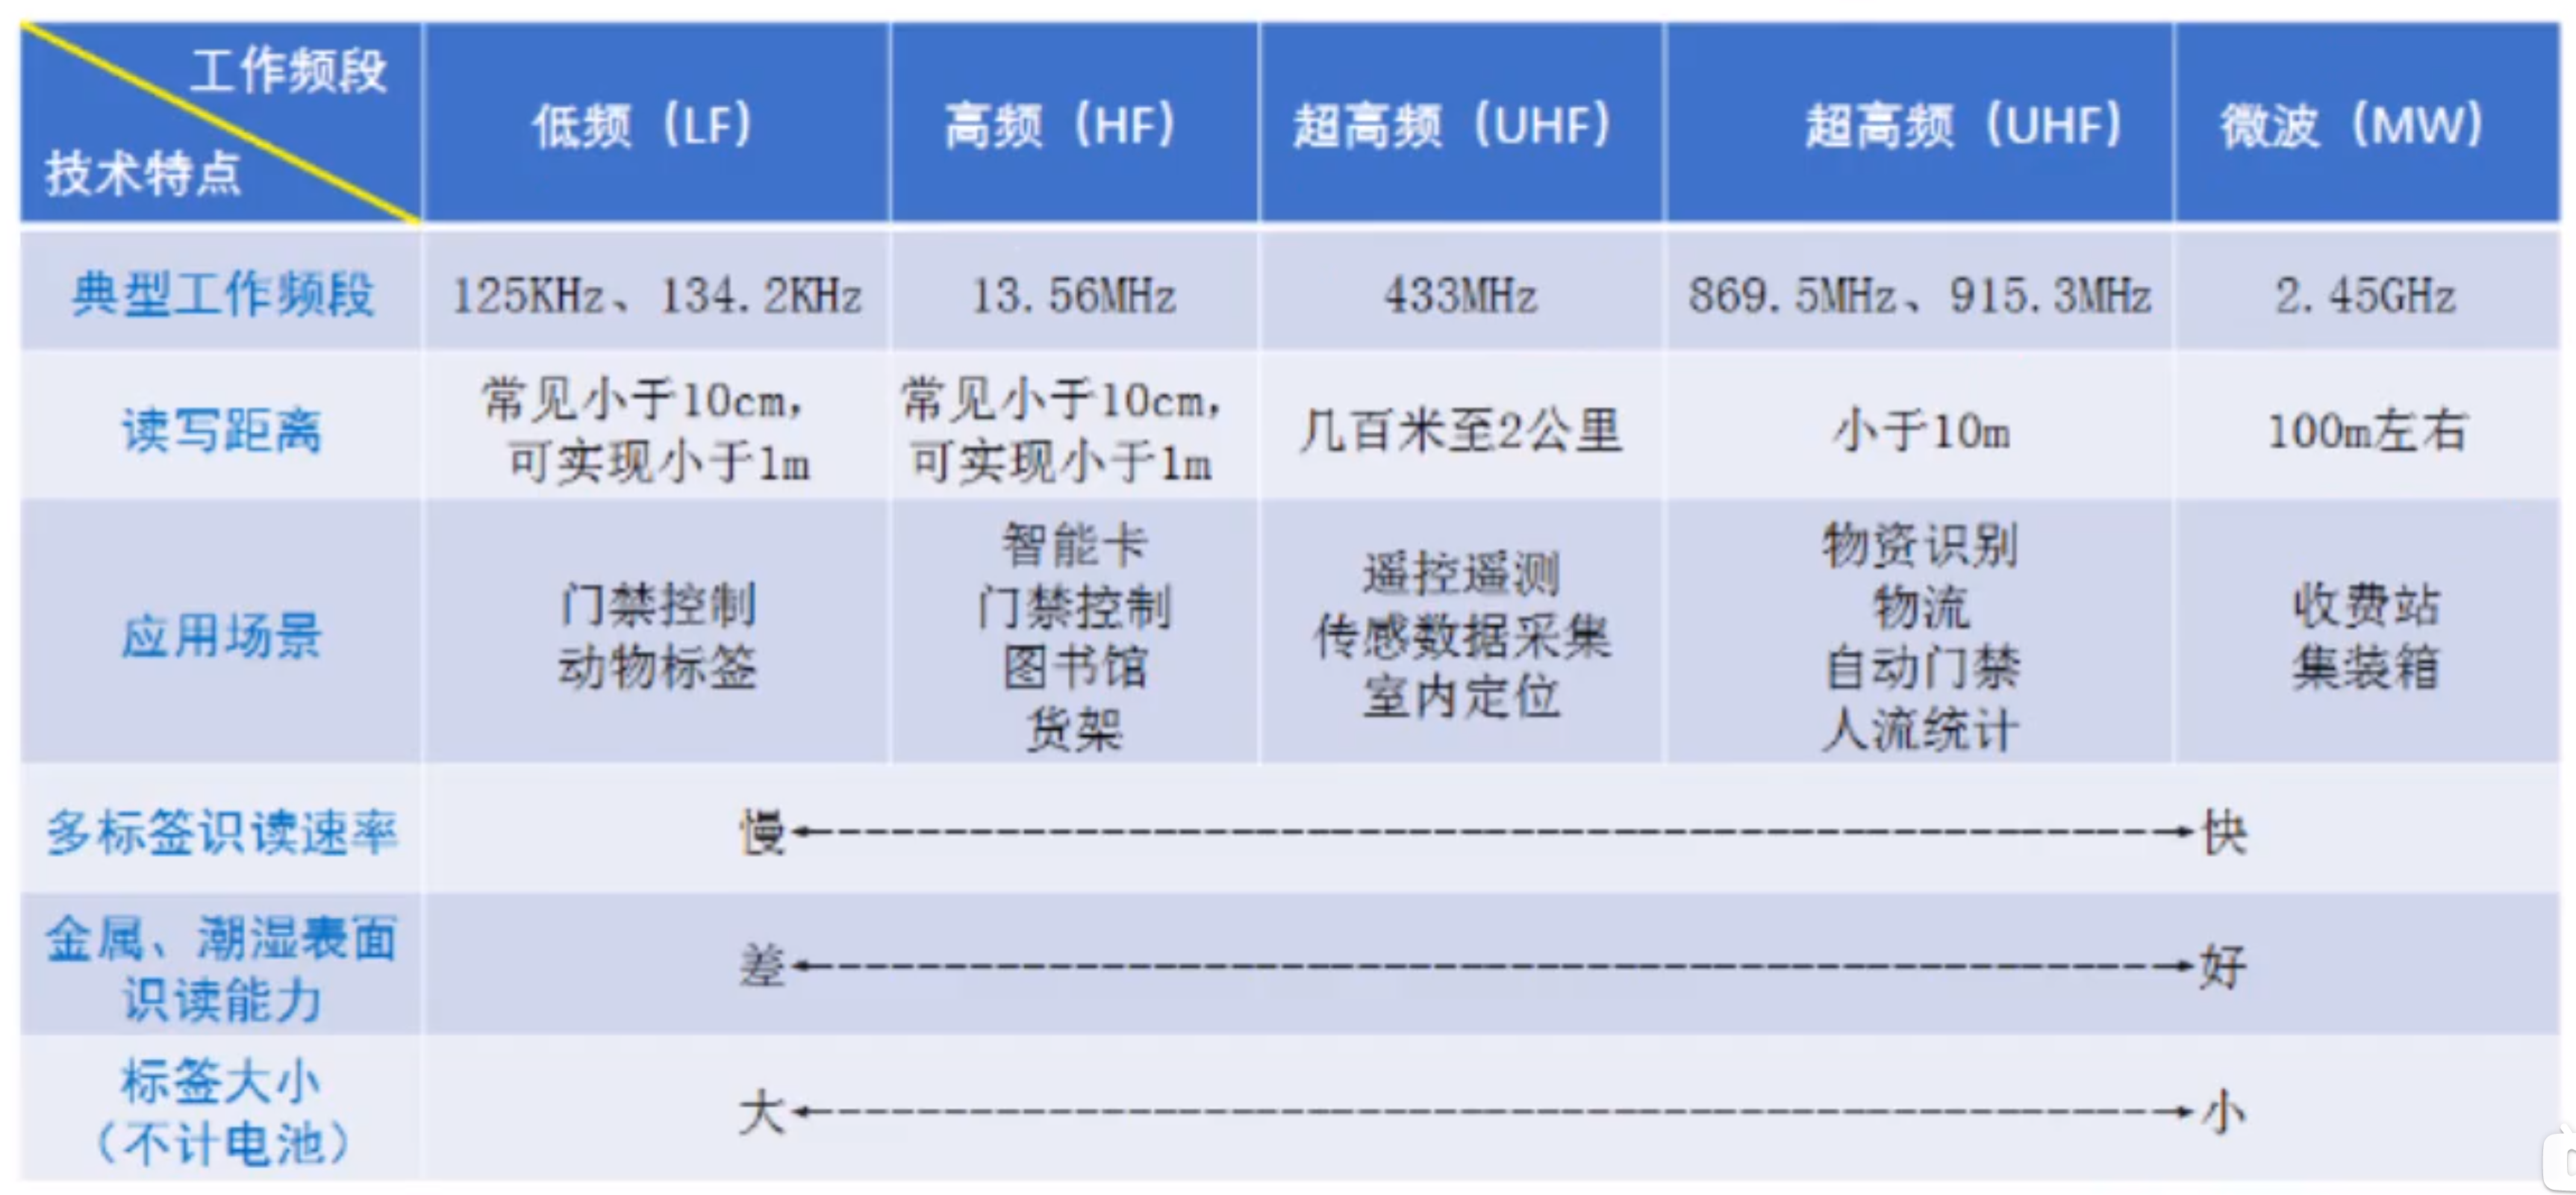 工作频段
技术特点
低频（LF）
高频（HF）
超高频（UHF）
超高频（UHF）
微波（MW）
典型工作频段
125KHz、134.2KHz
13.56MHz
433MHz
869.5MHz、915.3MHz
2.45GHz
读写距离
常见小于10cm，
可实现小于1m
常见小于10cm，
可实现小于1m
几百米至2公里
小于10m
100m左右
应用场景
门禁控制
动物标签
智能卡
门禁控制
图书馆
货架
遥控遥测
传感数据采集
室内定位
物资识别
物流
自动门禁
人流统计
收费站
集装箱
多标签识读速率
慢
快
金属、潮湿表面
识读能力
差
好
标签大小
（不计电池）
大
小